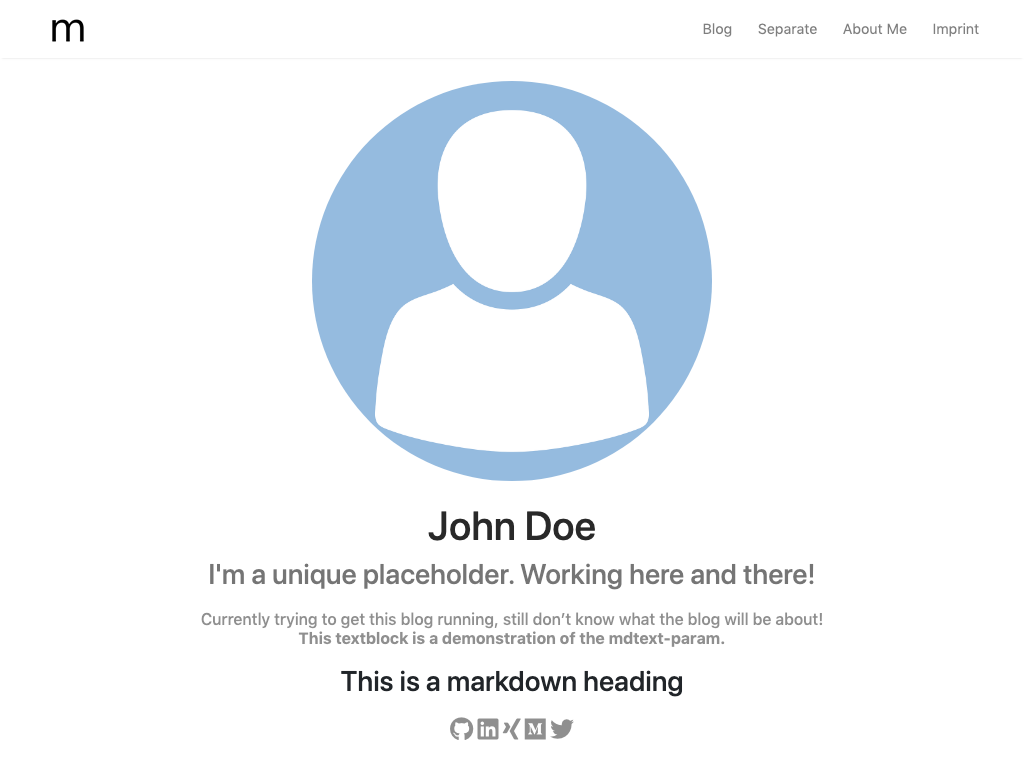 m
Blog Separate About Me Imprint
John Doe
I'm a unique placeholder. Working here and there!
Currently trying to get this blog running, still don’t know what the blog will be about!
This textblock is a demonstration of the mdtext-param.
This is a markdown heading